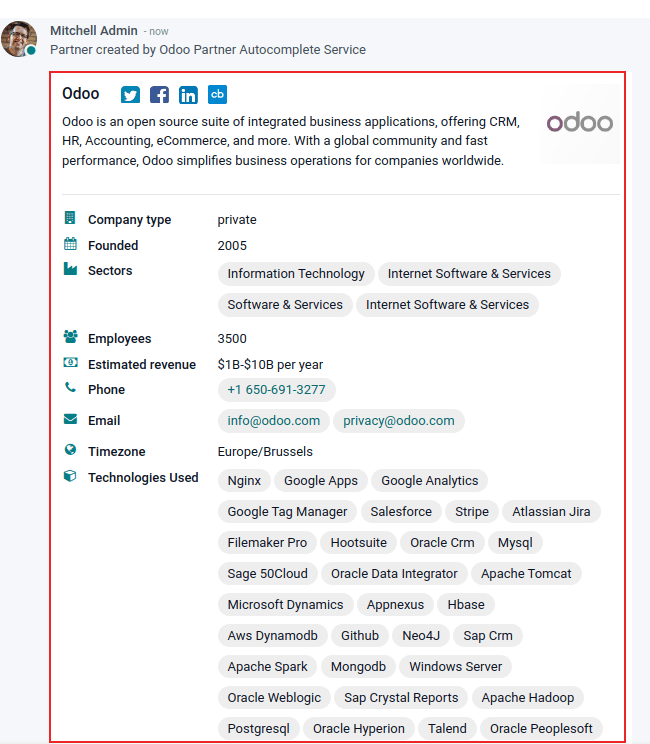 Mitchell Admin - now
Partner created by Odoo Partner Autocomplete Service
Odoo cb
Odoo is an open source suite of integrated business applications, offering CRM,
HR, Accounting, eCommerce, and more. With a global community and fast
performance, Odoo simplifies business operations for companies worldwide.
odoo
Company type private
Founded 2005
Sectors Information Technology Internet Software & Services
Software & Services Internet Software & Services
Employees 3500
Estimated revenue $1B-$10B per year
Phone +1 650-691-3277
Email info@odoo.com privacy@odoo.com
Timezone Europe/Brussels
Technologies Used Nginx Google Apps Google Analytics
Google Tag Manager Salesforce Stripe Atlassian Jira
Filemaker Pro Hootsuite Oracle Crm Mysql
Sage 50Cloud Oracle Data Integrator Apache Tomcat
Microsoft Dynamics Appnexus Hbase
Aws Dynamodb Github Neo4J Sap Crm
Apache Spark Mongodb Windows Server
Oracle Weblogic Sap Crystal Reports Apache Hadoop
Postgresql Oracle Hyperion Talend Oracle Peoplesoft